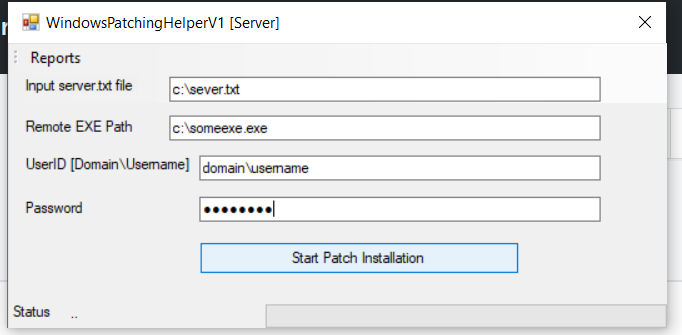 WindowsPatchingHelperV1 [Server]
Reports
Input server.txt file
c:\sever.txt
Remote EXE Path
c:\someexe.exe
UserID [Domain\Username]
domain\username
Password
●●●●●●●●
Start Patch Installation
Status ..